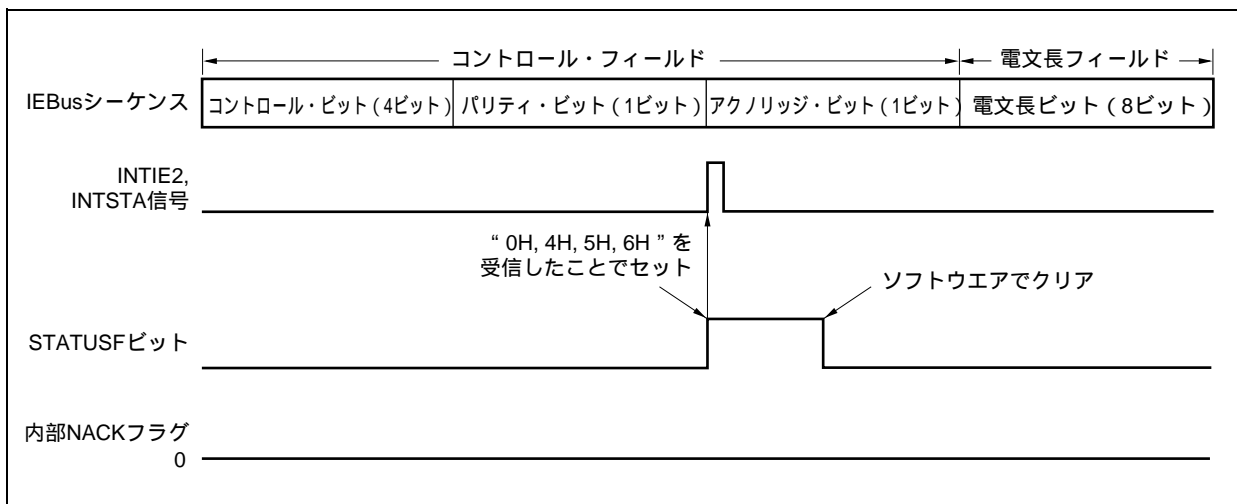 コントロール・フィールド 電文長フィールド
IEBusシーケンス コントロール・ビット(4ビット) パリティ・ビット(1ビット) アクノリッジ・ビット(1ビット) 電文長ビット(8ビット)
INTIE2,
INTSTA信号
“ 0H, 4H, 5H, 6H ” を
受信したことでセット
ソフトウエアでクリア
STATUSFビット
内部NACKフラグ
0